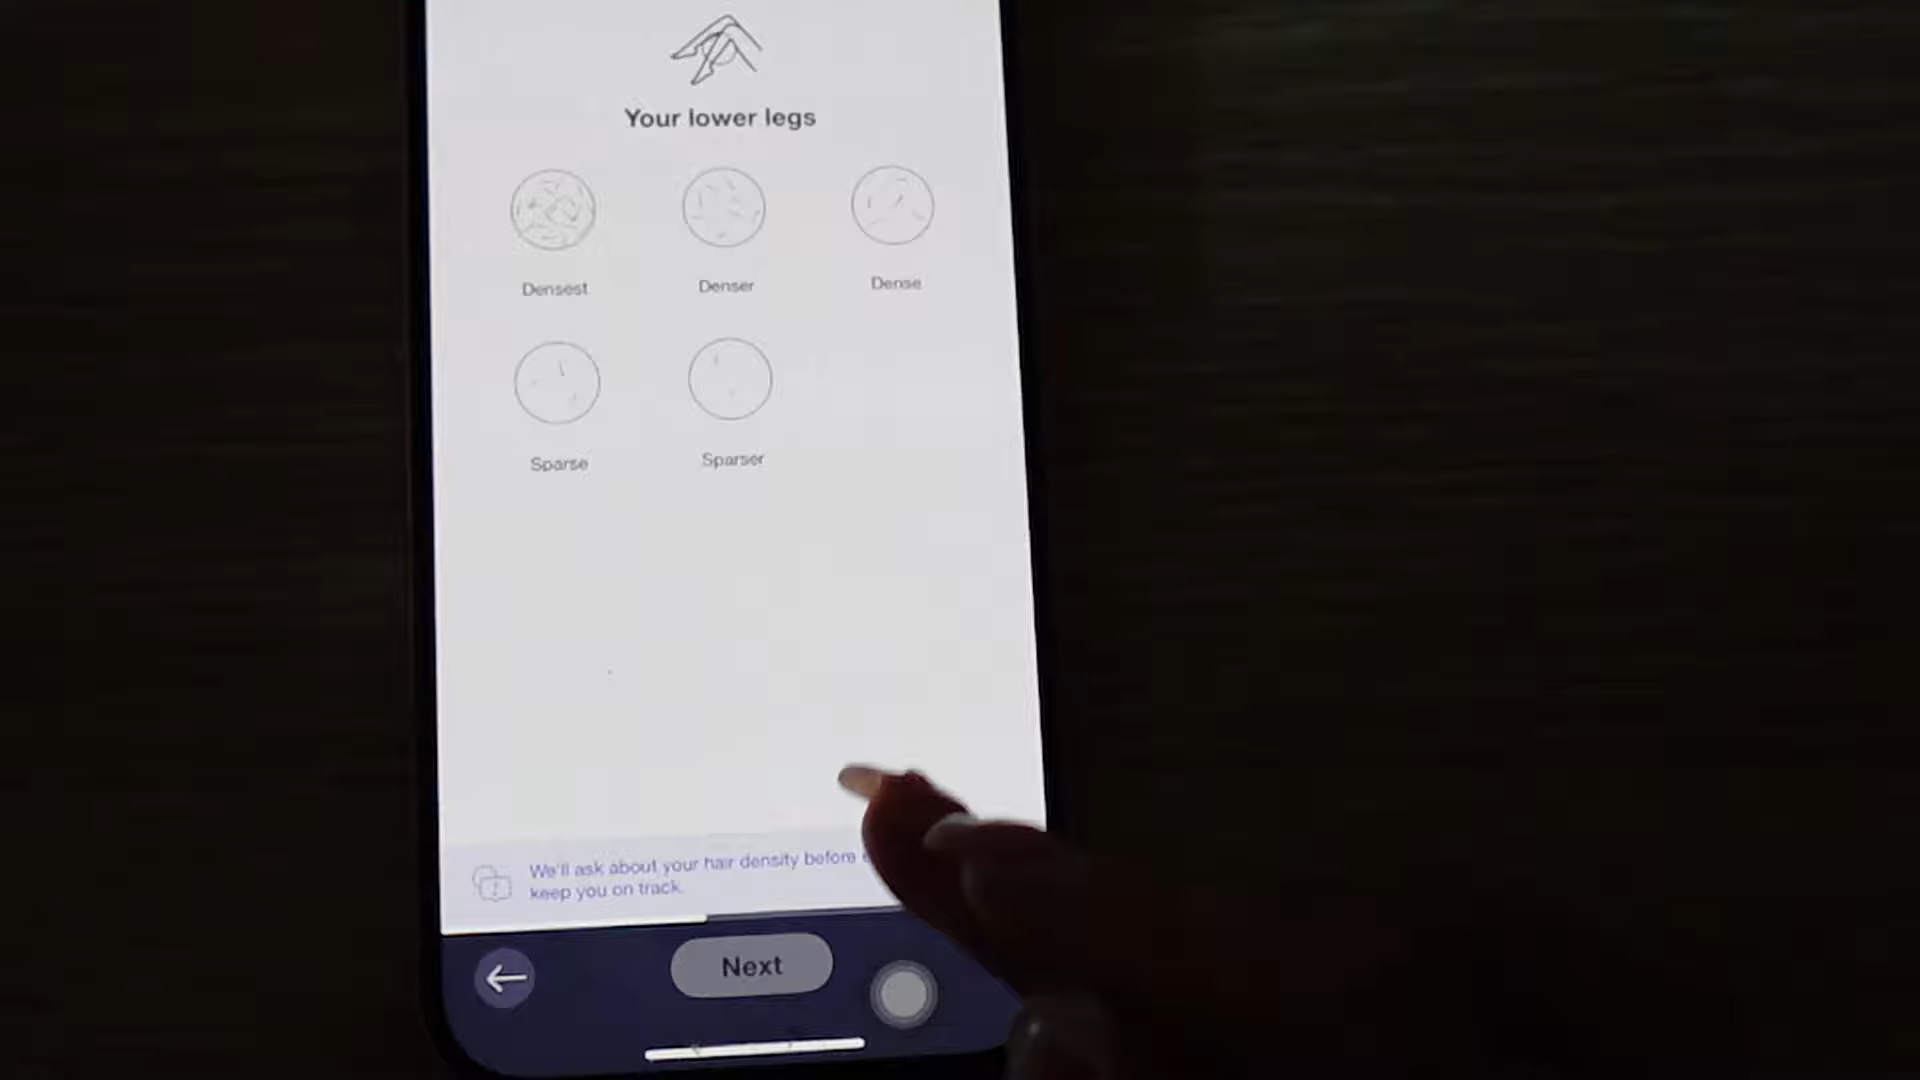 Your lower legs
Densest Denser Dense
Sparse Sparser
We'll ask about your hair density before
keep you on track.
Next